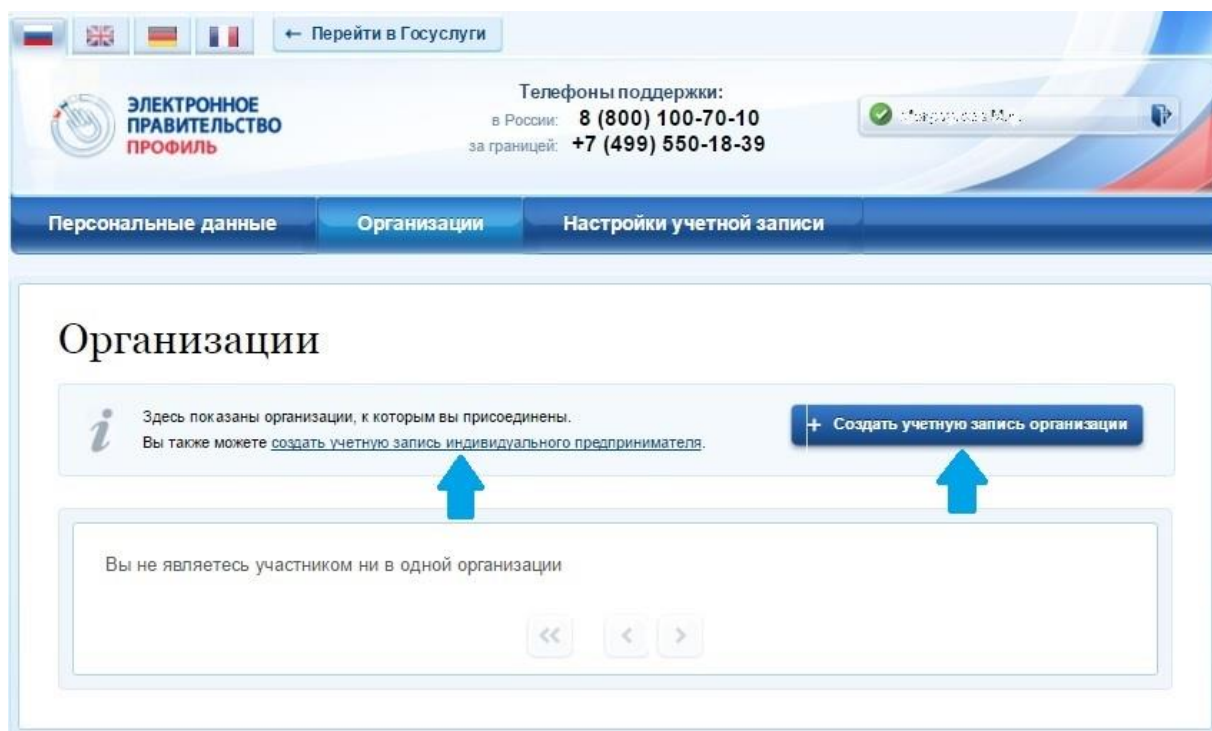 ← Перейти в Госуслуги
ЭЛЕКТРОННОЕ
ПРАВИТЕЛЬСТВО
ПРОФИЛЬ
Телефоны поддержки:
в России: 8 (800) 100-70-10
за границей: +7 (499) 550-18-39
Персональные данные
Организации
Настройки учетной записи
Организации
Здесь показаны организации, к которым вы присоединены.
Вы также можете создать учетную запись индивидуального предпринимателя.
+ Создать учетную запись организации
Вы не являетесь участником ни в одной организации